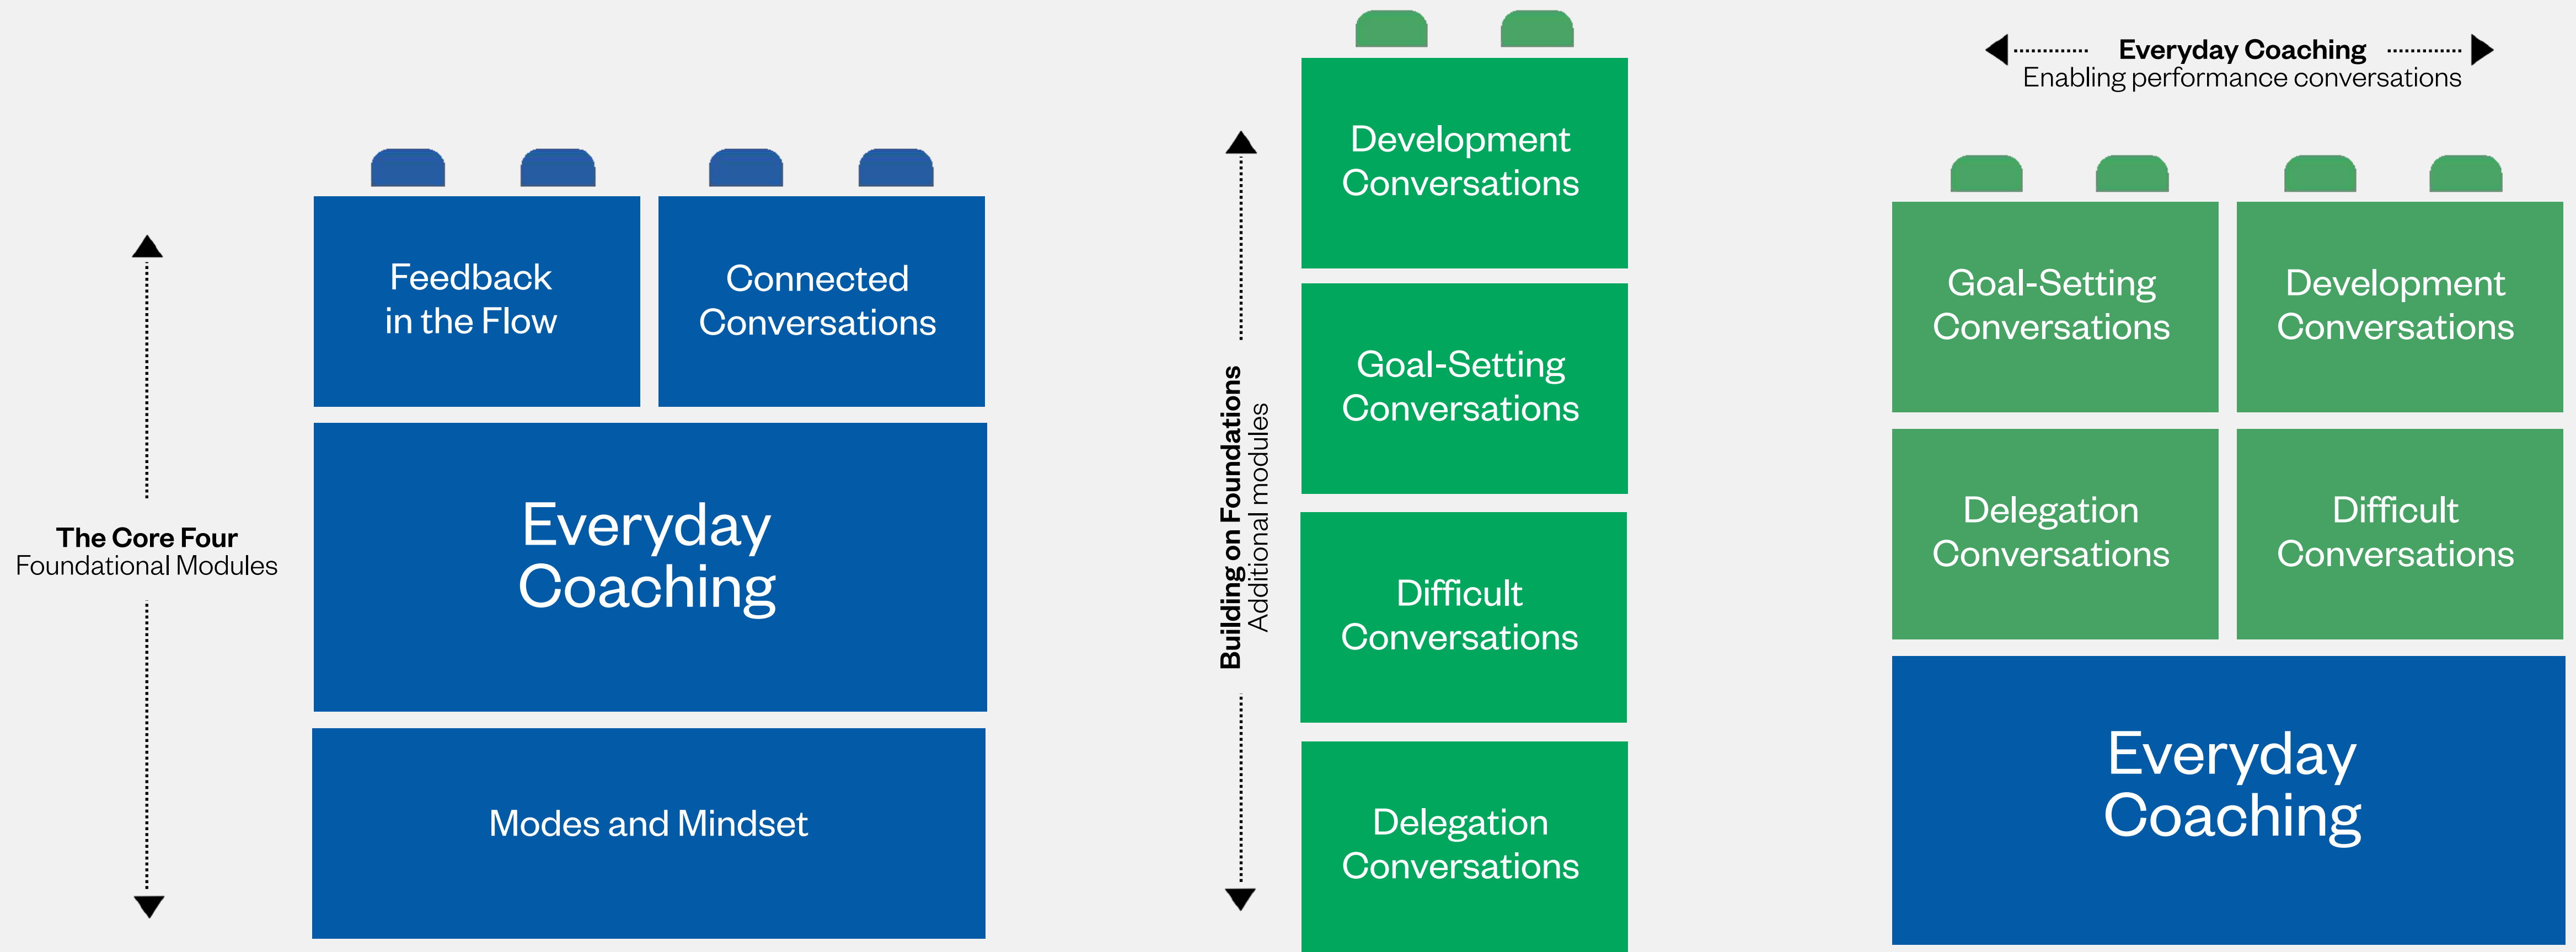 The Core Four
Foundational Modules
Feedback
in the Flow
Connected
Conversations
Everyday
Coaching
Modes and Mindset
Building on Foundations
Additional modules
Development
Conversations
Goal-Setting
Conversations
Difficult
Conversations
Delegation
Conversations
Everyday Coaching
Enabling performance conversations
Goal-Setting
Conversations
Development
Conversations
Delegation
Conversations
Difficult
Conversations
Everyday
Coaching